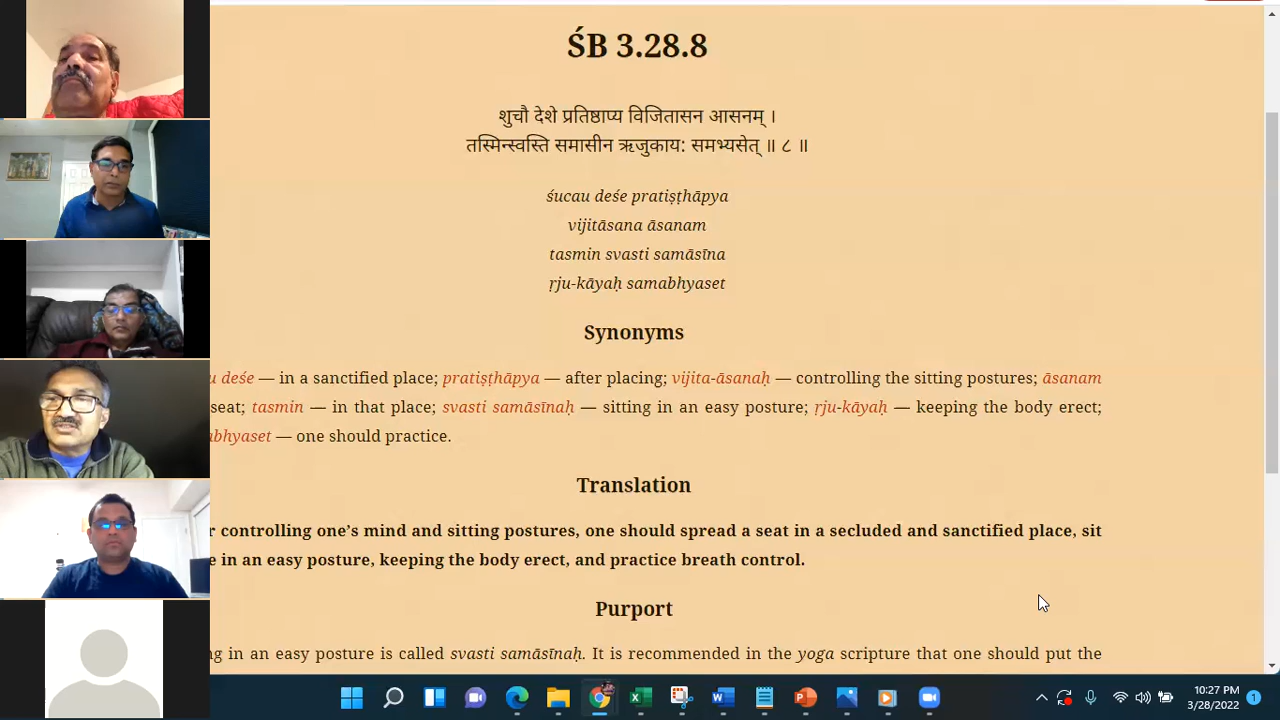 ŚB 3.28.8
शुचौ देशे प्रतिष्ठाप्य विजितासन आसनम् ।
तस्मिन्स्वस्ति समासीन ऋजुकाय: समभ्यसेत् ॥ ८ ॥
śucau deśe pratiṣṭhāpya
vijitāsana āsanam
tasmin svasti samāsīna
ṛju-kāyaḥ samabhyaset
Synonyms
u deśe — in a sanctified place; pratiṣṭhāpya — after placing; vijita-āsanaḥ — controlling the sitting postures; āsanam
seat; tasmin — in that place; svasti samāsīnaḥ — sitting in an easy posture; ṛju-kāyaḥ — keeping the body erect;
abhyaset — one should practice.
Translation
r controlling one’s mind and sitting postures, one should spread a seat in a secluded and sanctified place, sit
e in an easy posture, keeping the body erect, and practice breath control.
Purport
ng in an easy posture is called svasti samāsīnaḥ. It is recommended in the yoga scripture that one should put the
10:27 PM
3/28/2022
1